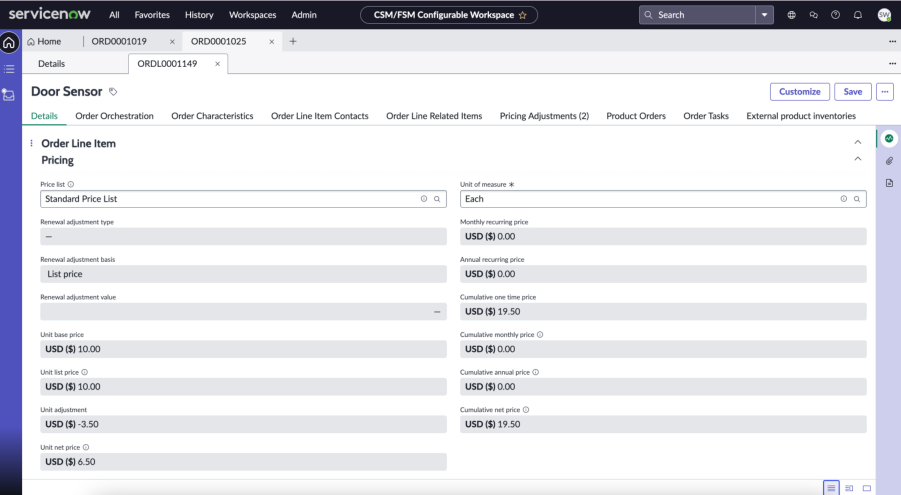 servicenow All Favorites History Workspaces Admin CSM/FSM Configurable Workspace ☆ Search SW
Home ORD0001019 × ORD0001025 × +
Details ORDL0001149 ×
Door Sensor Customize Save
Details Order Orchestration Order Characteristics Order Line Item Contacts Order Line Related Items Pricing Adjustments (2) Product Orders Order Tasks External product inventories
Order Line Item
Pricing
Price list
Standard Price List
Renewal adjustment type
—
Renewal adjustment basis
List price
Renewal adjustment value
—
Unit base price
USD ($) 10.00
Unit list price
USD ($) 10.00
Unit adjustment
USD ($) -3.50
Unit net price
USD ($) 6.50
Unit of measure *
Each
Monthly recurring price
USD ($) 0.00
Annual recurring price
USD ($) 0.00
Cumulative one time price
USD ($) 19.50
Cumulative monthly price
USD ($) 0.00
Cumulative annual price
USD ($) 0.00
Cumulative net price
USD ($) 19.50